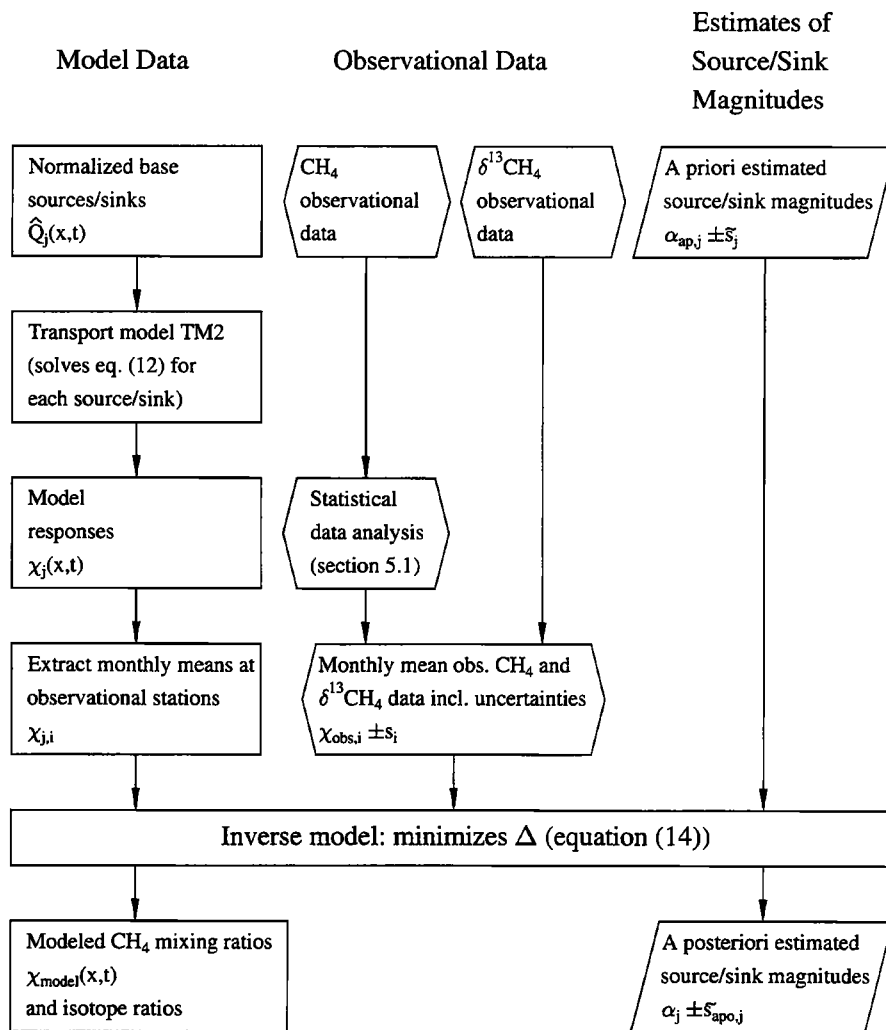 Model Data
Observational Data
Estimates of
Source/Sink
Magnitudes
Normalized base
sources/sinks
Q̂j(x,t)
CH₄
observational
data
δ¹³CH₄
observational
data
A priori estimated
source/sink magnitudes
αap,j ±s̃j
Transport model TM2
(solves eq. (12) for
each source/sink)
Model
responses
χj(x,t)
Statistical
data analysis
(section 5.1)
Extract monthly means at
observational stations
χj,i
Monthly mean obs. CH₄ and
δ¹³CH₄ data incl. uncertainties
χobs,i ±si
Inverse model: minimizes Δ (equation (14))
Modeled CH₄ mixing ratios
χmodel(x,t)
and isotope ratios
A posteriori estimated
source/sink magnitudes
αj ±s̃apo,j